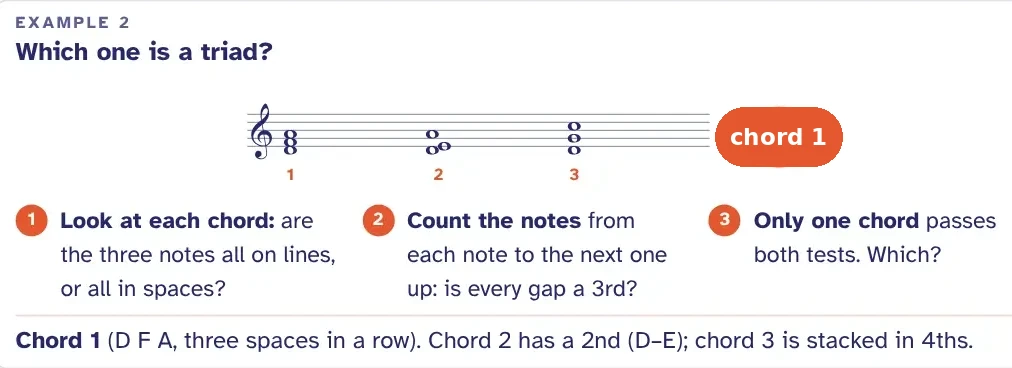 EXAMPLE 2
Which one is a triad?
chord 1
1 2 3
1 Look at each chord: are
the three notes all on lines,
or all in spaces?
2 Count the notes from
each note to the next one
up: is every gap a 3rd?
3 Only one chord passes
both tests. Which?
Chord 1 (D F A, three spaces in a row). Chord 2 has a 2nd (D–E); chord 3 is stacked in 4ths.